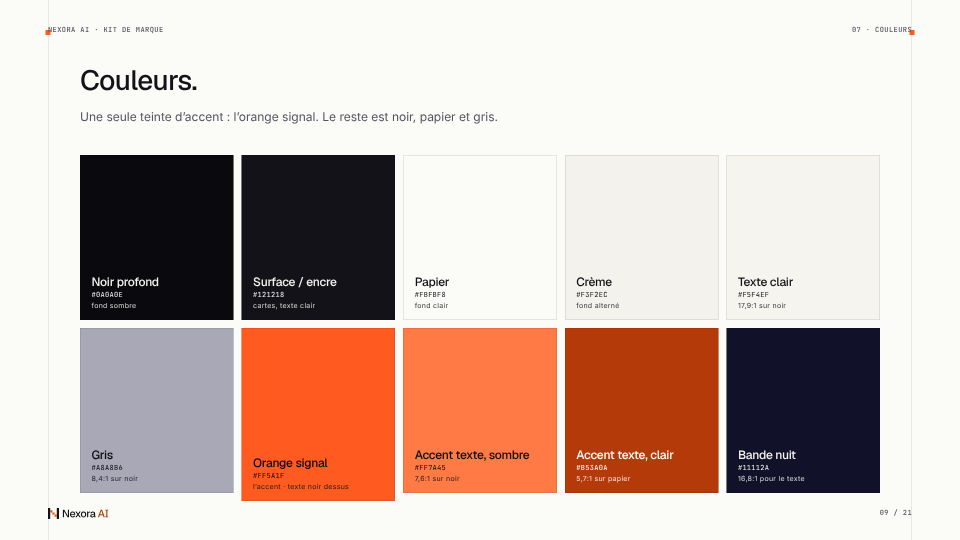 NEXORA AI · KIT DE MARQUE
07 · COULEURS
Couleurs.
Une seule teinte d’accent : l’orange signal. Le reste est noir, papier et gris.
Noir profond
#0A0A0E
fond sombre
Surface / encre
#121218
cartes, texte clair
Papier
#FBFBF8
fond clair
Crème
#F3F2EC
fond alterné
Texte clair
#F5F4EF
17,9:1 sur noir
Gris
#A8A8B6
8,4:1 sur noir
Orange signal
#FF5A1F
l’accent · texte noir dessus
Accent texte, sombre
#FF7A45
7,6:1 sur noir
Accent texte, clair
#B53A0A
5,7:1 sur papier
Bande nuit
#11112A
16,8:1 pour le texte
Nexora AI
09 / 21